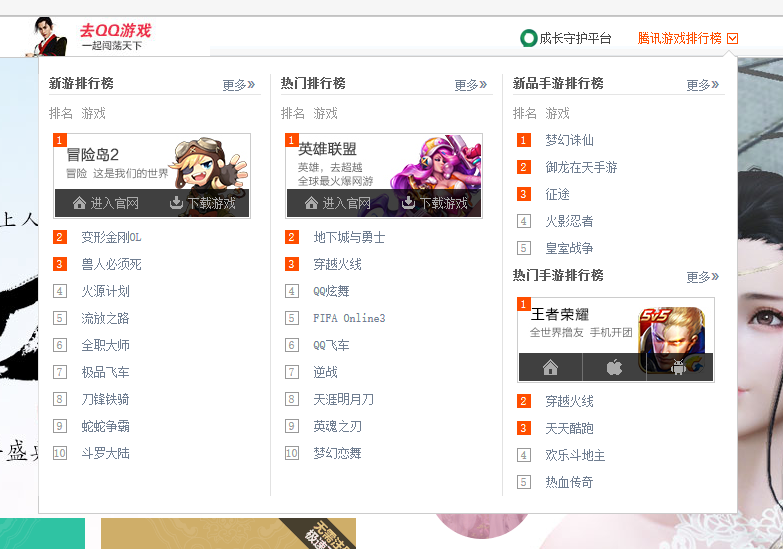 去QQ游戏
一起闯荡天下
成长守护平台
腾讯游戏排行榜
新游排行榜
更多»
排名 游戏
1
冒险岛2
冒险 这是我们的世界
进入官网
下载游戏
2 变形金刚OL
3 兽人必须死
4 火源计划
5 流放之路
6 全职大师
7 极品飞车
8 刀锋铁骑
9 蛇蛇争霸
10 斗罗大陆
热门排行榜
更多»
排名 游戏
1
英雄联盟
英雄，去超越
全球最火爆网游
进入官网
下载游戏
2 地下城与勇士
3 穿越火线
4 QQ炫舞
5 FIFA Online3
6 QQ飞车
7 逆战
8 天涯明月刀
9 英魂之刃
10 梦幻恋舞
新品手游排行榜
更多»
排名 游戏
1 梦幻诛仙
2 御龙在天手游
3 征途
4 火影忍者
5 皇室战争
热门手游排行榜
更多»
1
王者荣耀
全世界撸友 手机开团
5v5
2 穿越火线
3 天天酷跑
4 欢乐斗地主
5 热血传奇
上人
盛
无需注
极速